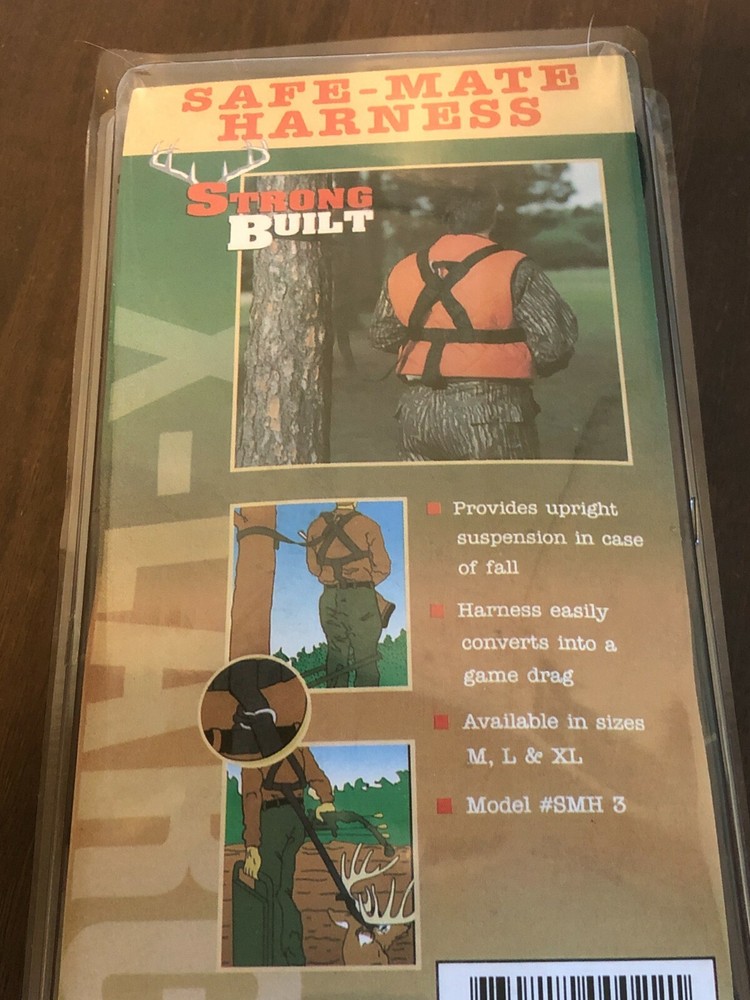 SAFE-MATE
HARNESS
STRONG
BUILT
Provides upright
suspension in case
of fall
Harness easily
converts into a
game drag
Available in sizes
M, L & XL
Model #SMH 3